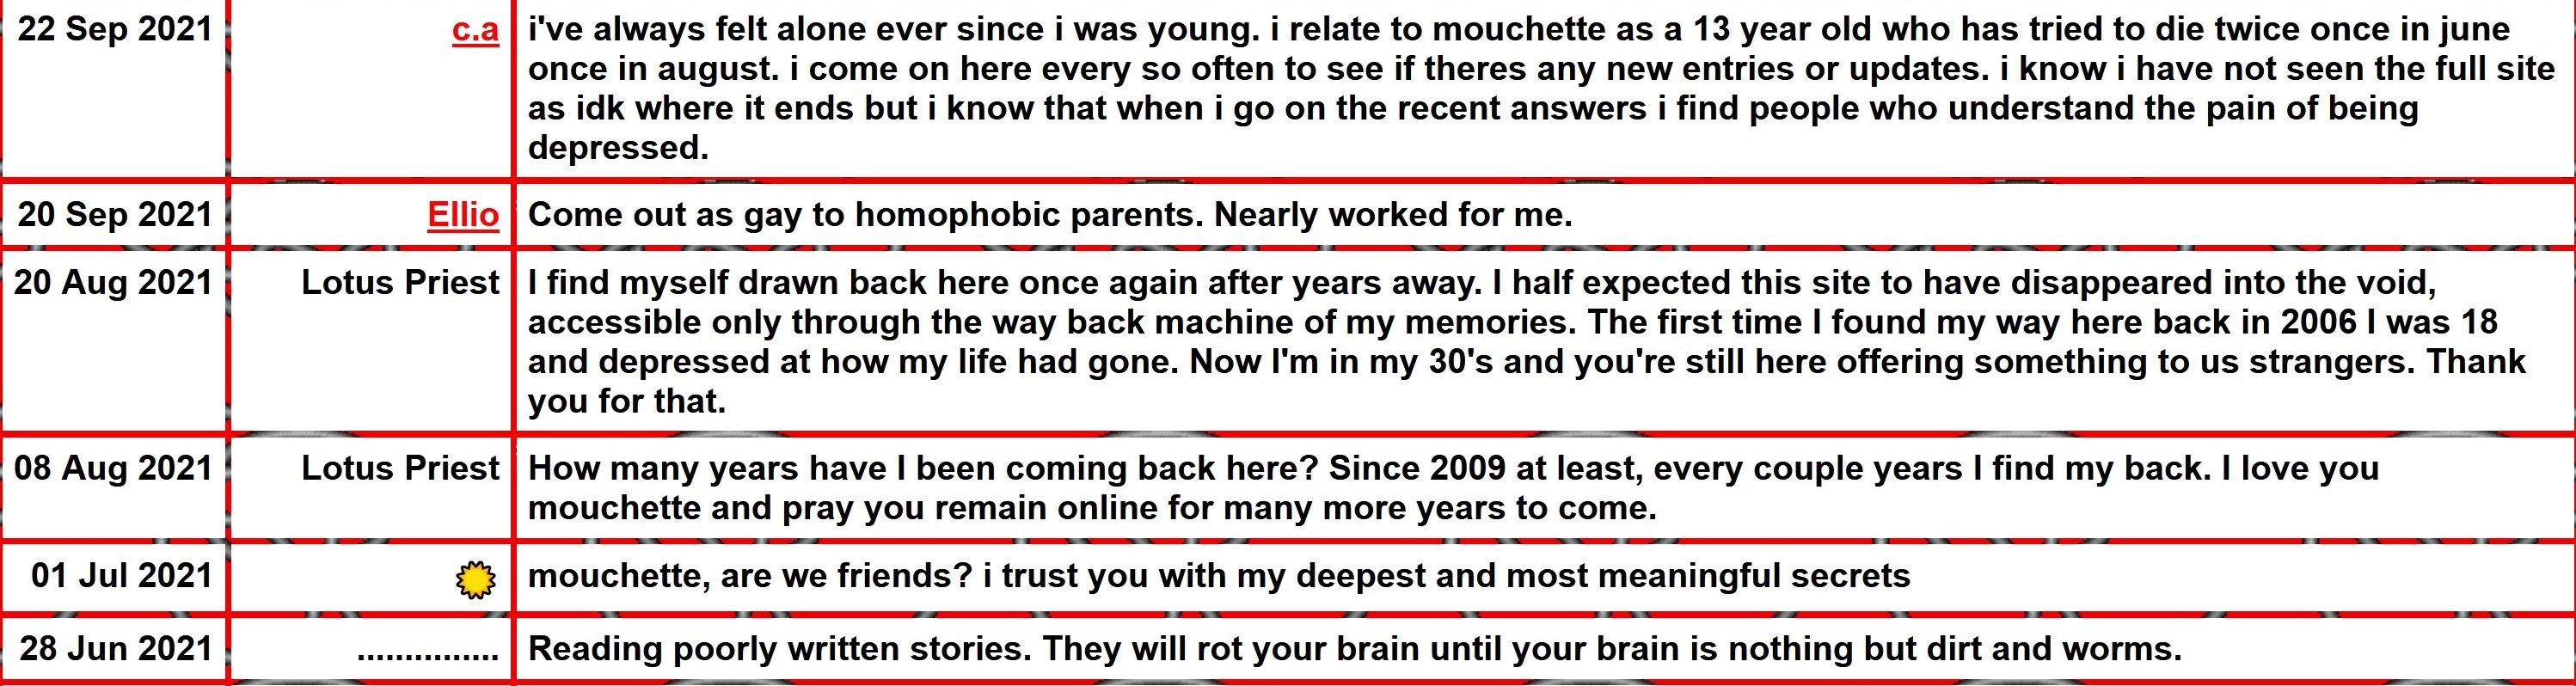 22 Sep 2021 c.a i've always felt alone ever since i was young. i relate to mouchette as a 13 year old who has tried to die twice once in june
once in august. i come on here every so often to see if theres any new entries or updates. i know i have not seen the full site
as idk where it ends but i know that when i go on the recent answers i find people who understand the pain of being
depressed.
20 Sep 2021 Ellio Come out as gay to homophobic parents. Nearly worked for me.
20 Aug 2021 Lotus Priest I find myself drawn back here once again after years away. I half expected this site to have disappeared into the void,
accessible only through the way back machine of my memories. The first time I found my way here back in 2006 I was 18
and depressed at how my life had gone. Now I'm in my 30's and you're still here offering something to us strangers. Thank
you for that.
08 Aug 2021 Lotus Priest How many years have I been coming back here? Since 2009 at least, every couple years I find my back. I love you
mouchette and pray you remain online for many more years to come.
01 Jul 2021 mouchette, are we friends? i trust you with my deepest and most meaningful secrets
28 Jun 2021 ............... Reading poorly written stories. They will rot your brain until your brain is nothing but dirt and worms.